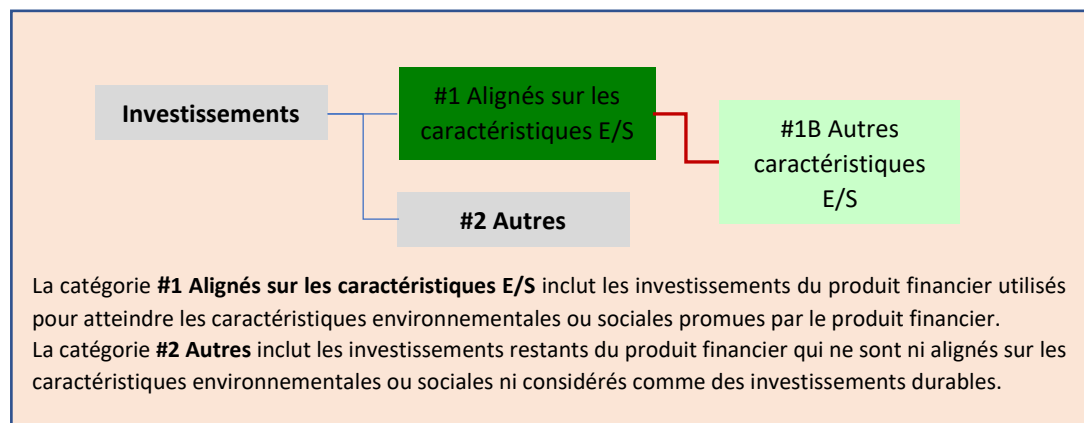 Investissements
#1 Alignés sur les
caractéristiques E/S
#1B Autres
caractéristiques
E/S
#2 Autres
La catégorie #1 Alignés sur les caractéristiques E/S inclut les investissements du produit financier utilisés
pour atteindre les caractéristiques environnementales ou sociales promues par le produit financier.
La catégorie #2 Autres inclut les investissements restants du produit financier qui ne sont ni alignés sur les
caractéristiques environnementales ou sociales ni considérés comme des investissements durables.